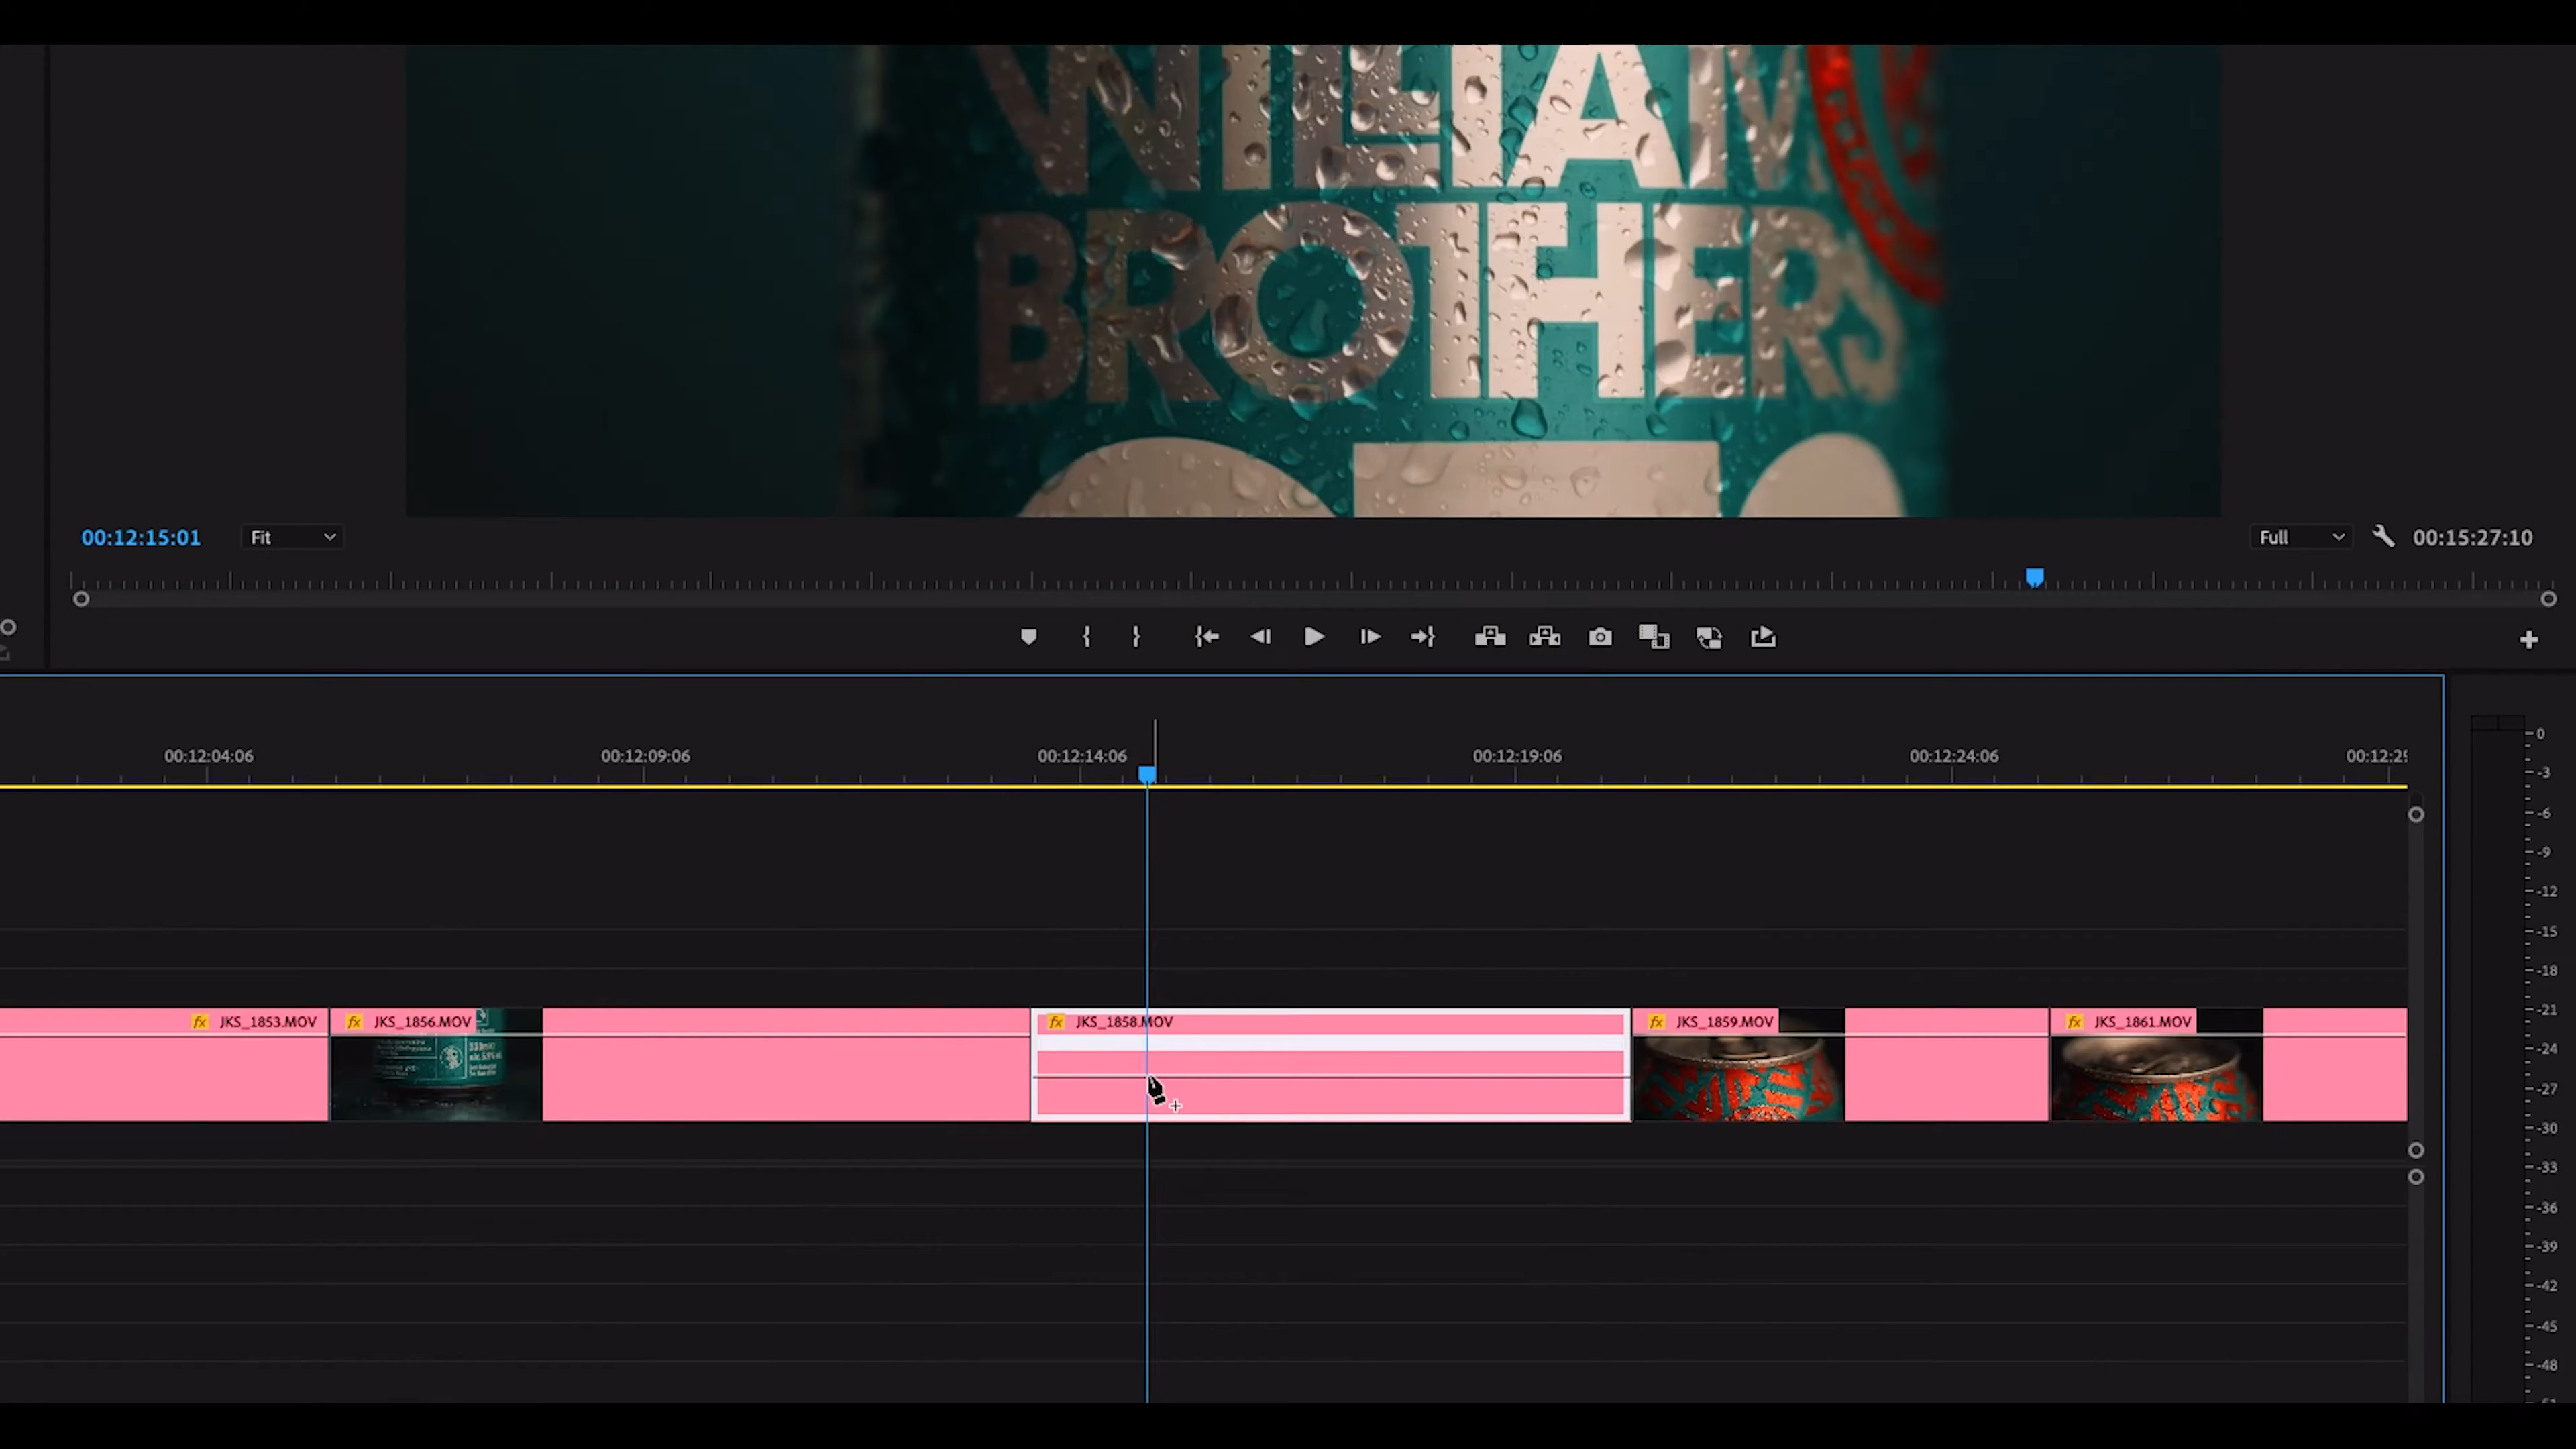 WILLIAM
BROTHERS
00:12:15:01
Fit
Full
00:15:27:10
00:12:04:06
00:12:09:06
00:12:14:06
00:12:19:06
00:12:24:06
00:12:29
fx JKS_1853.MOV
fx JKS_1856.MOV
fx JKS_1858.MOV
fx JKS_1859.MOV
fx JKS_1861.MOV
0
-3
-6
-9
-12
-15
-18
-21
-24
-27
-30
-33
-36
-39
-42
-45
-48